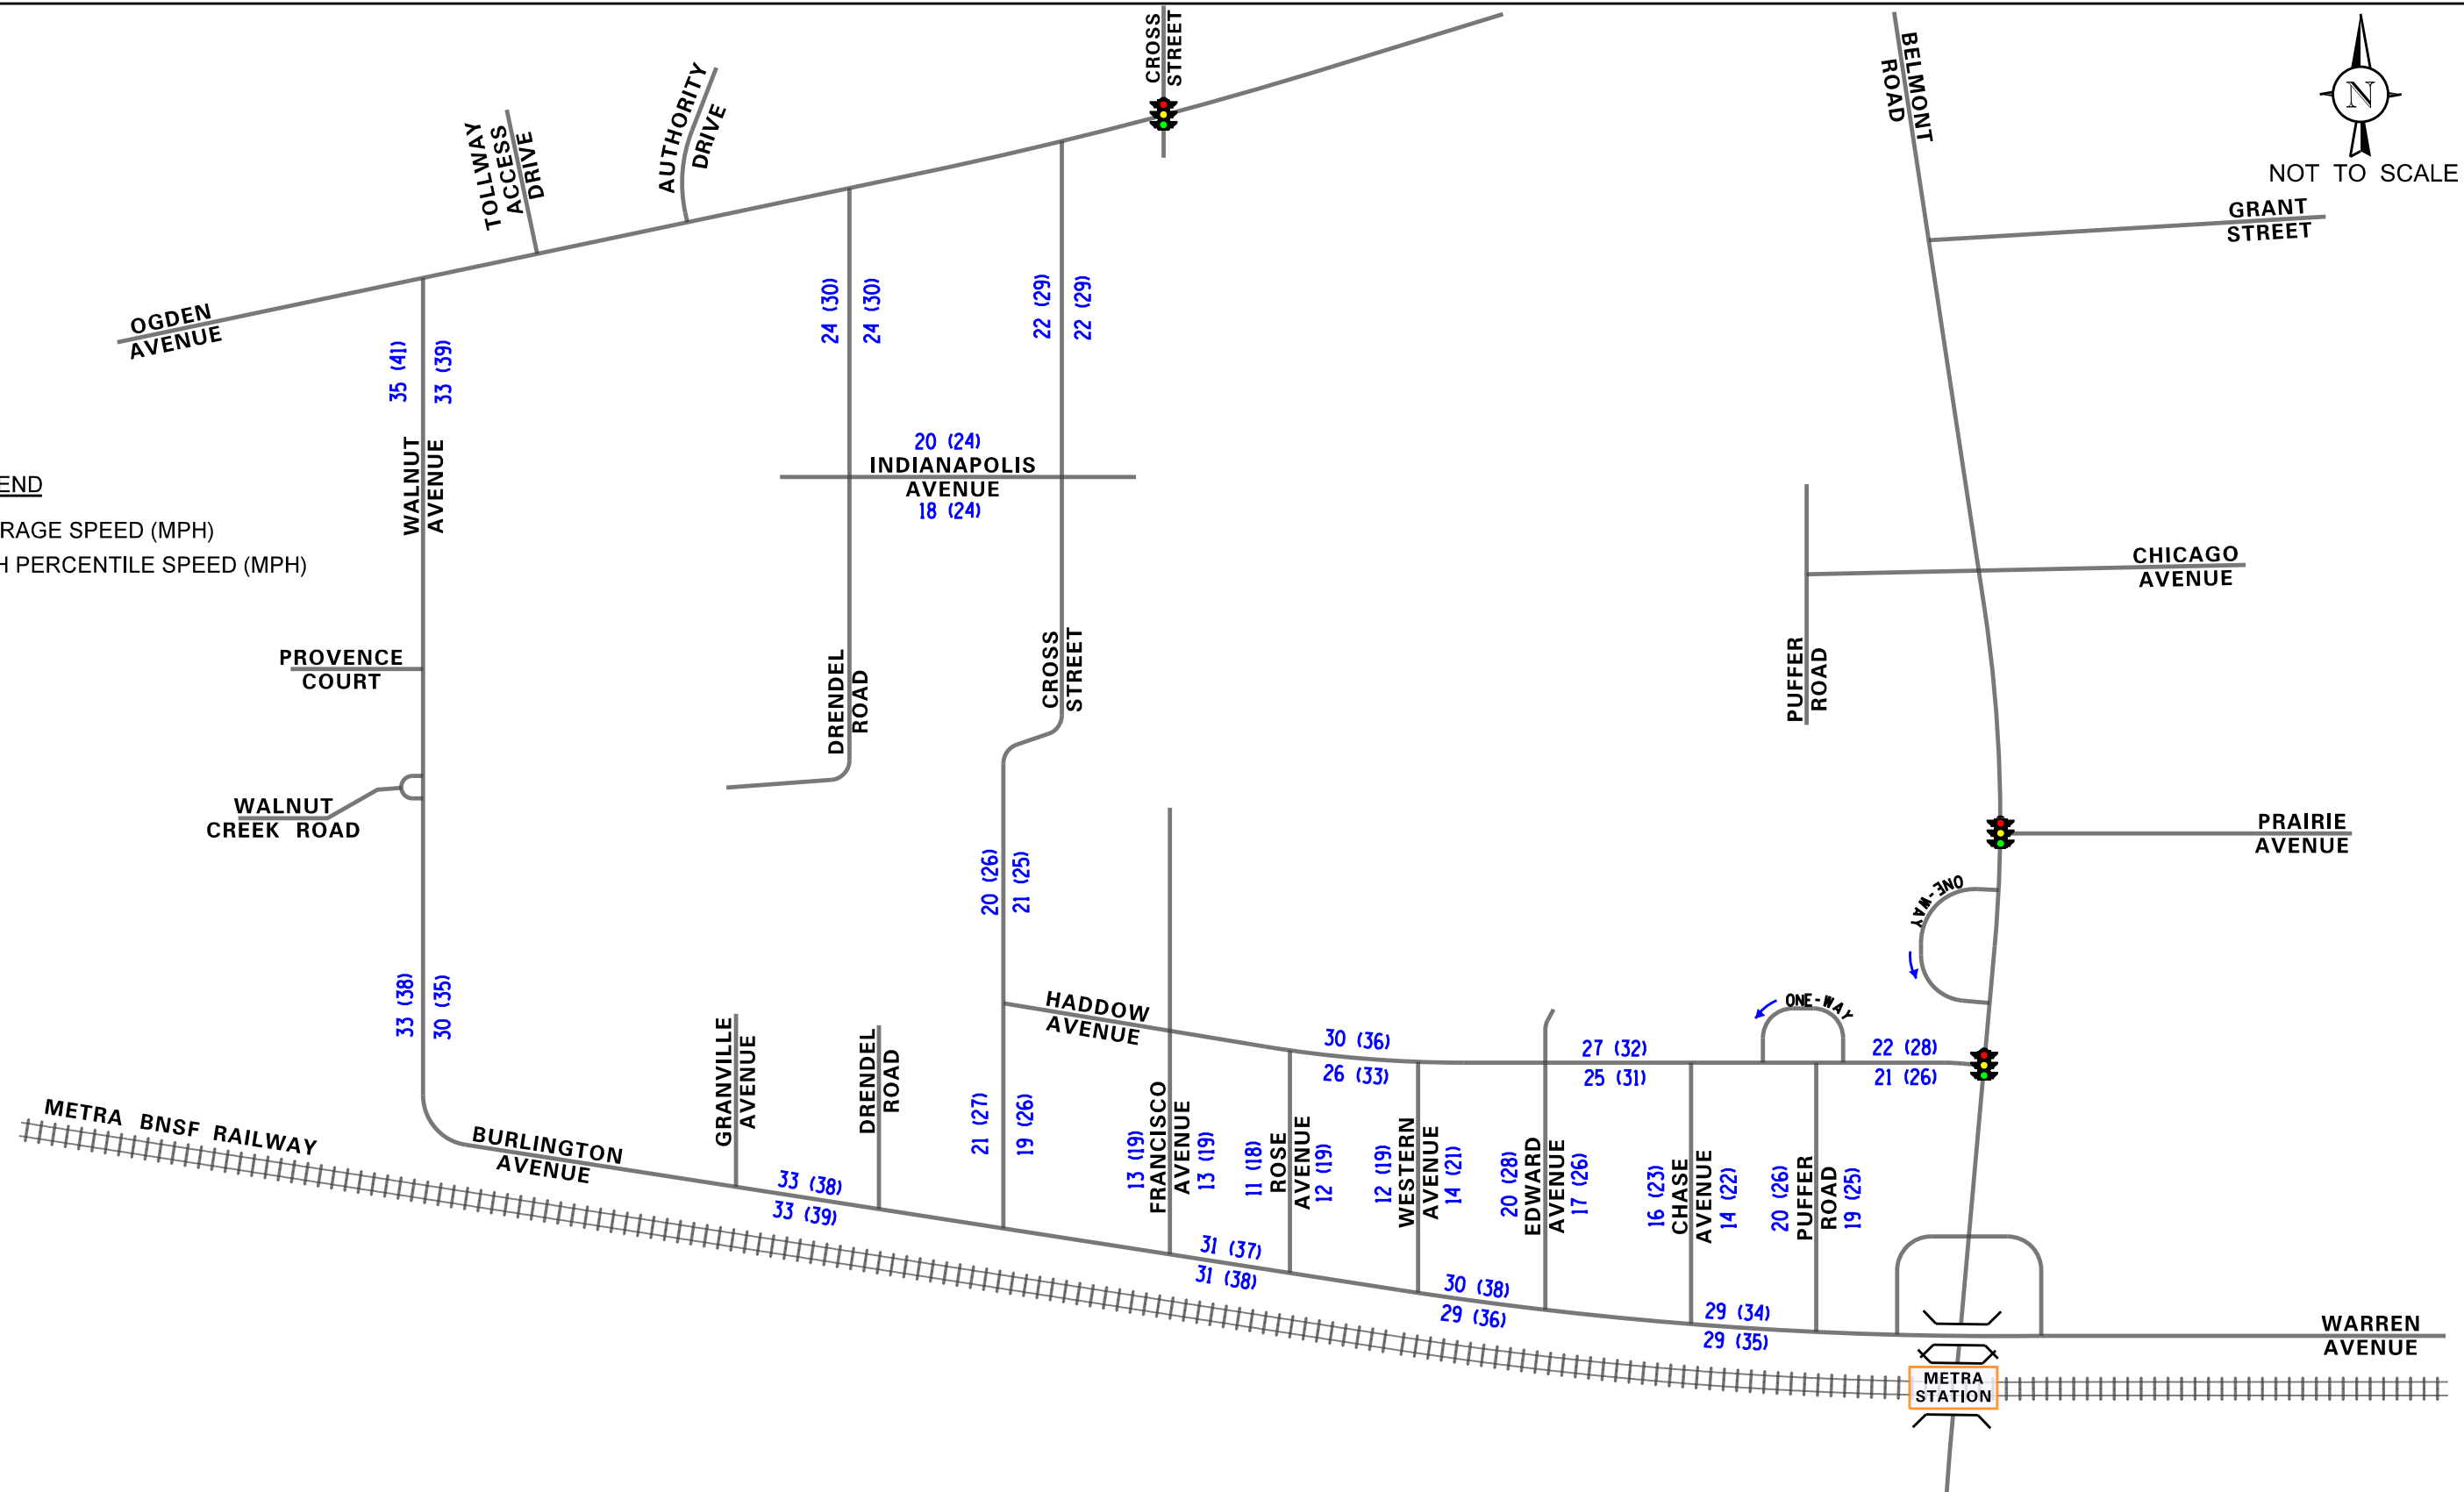 CROSS
STREET
BELMONT
ROAD
N
NOT TO SCALE
AUTHORITY
DRIVE
TOLLWAY
ACCESS
DRIVE
GRANT
STREET
OGDEN
AVENUE
24 (30)
24 (30)
22 (29)
22 (29)
35 (41)
33 (39)
WALNUT
AVENUE
20 (24)
INDIANAPOLIS
AVENUE
18 (24)
END
RAGE SPEED (MPH)
H PERCENTILE SPEED (MPH)
CHICAGO
AVENUE
PROVENCE
COURT
DRENDEL
ROAD
CROSS
STREET
PUFFER
ROAD
WALNUT
CREEK ROAD
PRAIRIE
AVENUE
20 (26)
21 (25)
ONE-WAY
33 (38)
30 (35)
HADDOW
AVENUE
30 (36)
26 (33)
27 (32)
25 (31)
ONE-WAY
22 (28)
21 (26)
METRA BNSF RAILWAY
BURLINGTON
AVENUE
GRANVILLE
AVENUE
DRENDEL
ROAD
33 (38)
33 (39)
21 (27)
19 (26)
13 (19)
FRANCISCO
AVENUE
13 (19)
11 (18)
ROSE
AVENUE
12 (19)
12 (19)
WESTERN
AVENUE
14 (21)
20 (28)
EDWARD
AVENUE
17 (26)
16 (23)
CHASE
AVENUE
14 (22)
20 (26)
PUFFER
ROAD
19 (25)
31 (37)
31 (38)
30 (38)
29 (36)
29 (34)
29 (35)
WARREN
AVENUE
METRA
STATION